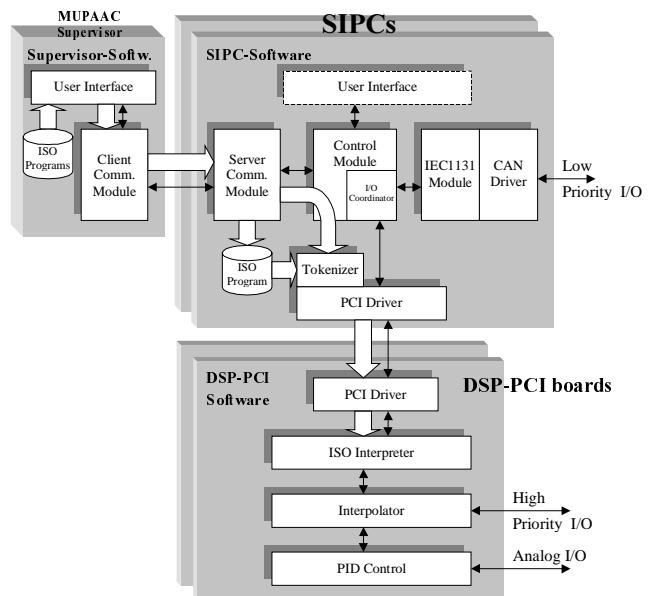 MUPAAC
Supervisor
Supervisor-Softw.
User Interface
ISO
Programs
Client
Comm.
Module
SIPCs
SIPC-Software
User Interface
Server
Comm.
Module
Control
Module
I/O
Coordinator
IEC1131
Module
CAN
Driver
Low
Priority I/O
ISO
Program
Tokenizer
PCI Driver
DSP-PCI
Software
DSP-PCI boards
PCI Driver
ISO Interpreter
Interpolator
High
Priority I/O
PID Control
Analog I/O